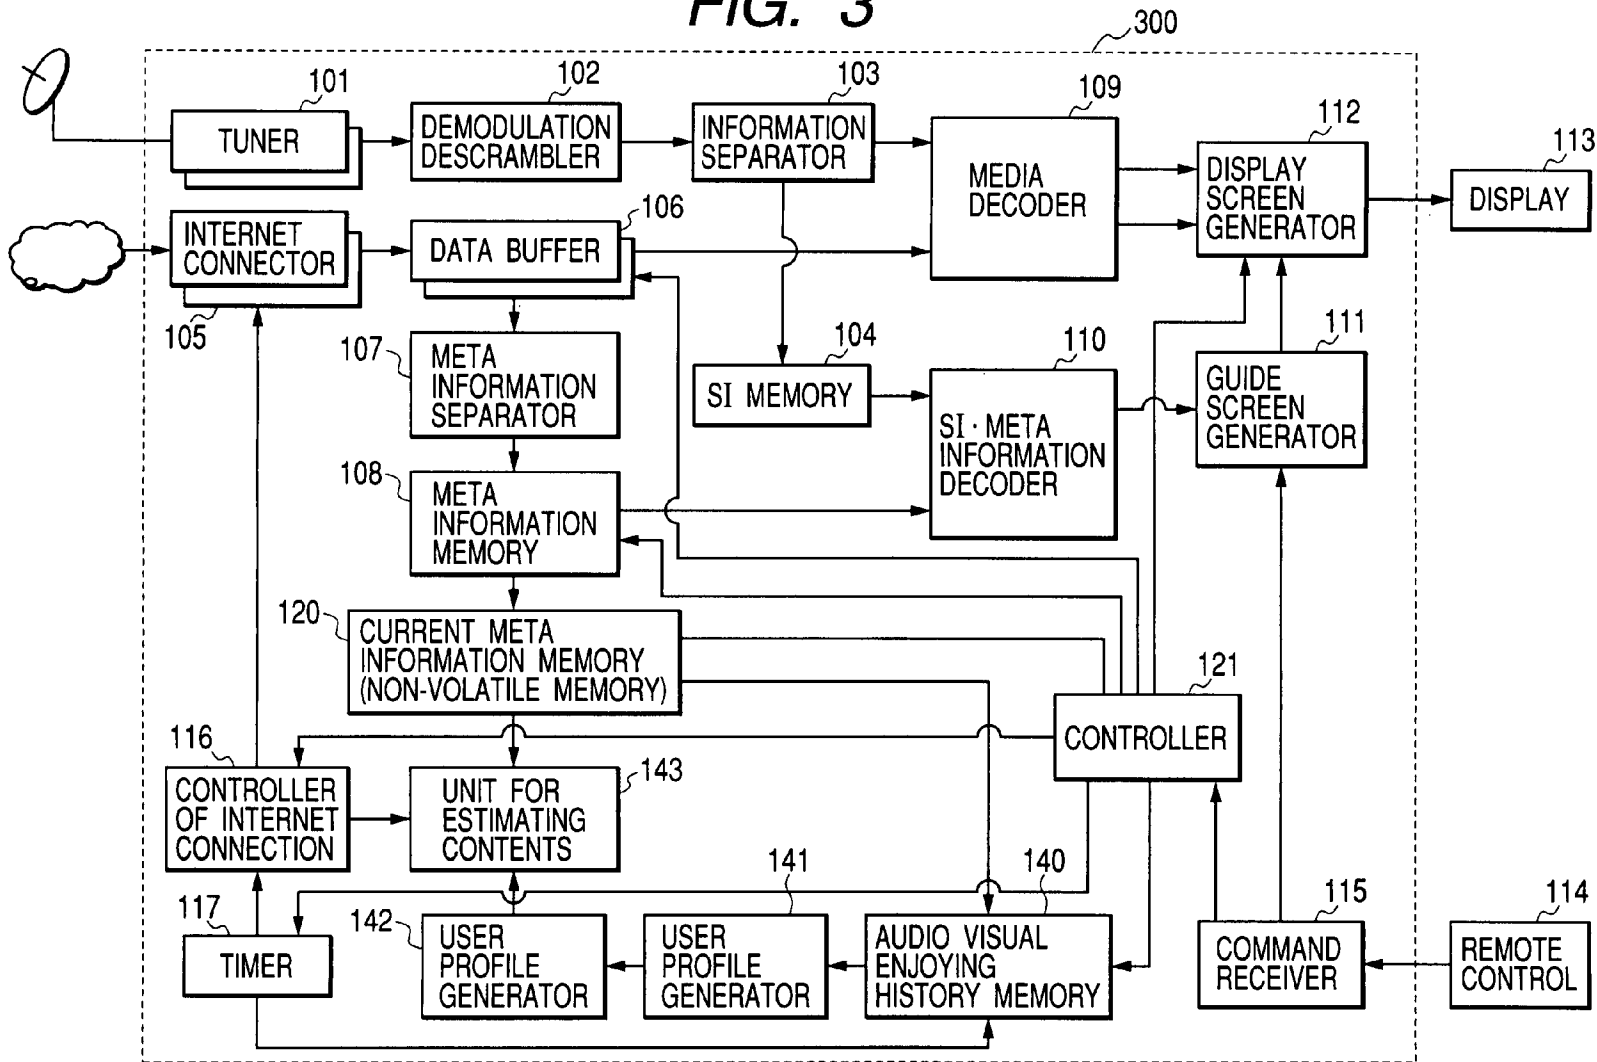 FIG. 3
300
101
TUNER
102
DEMODULATION
DESCRAMBLER
103
INFORMATION
SEPARATOR
109
MEDIA
DECODER
112
DISPLAY
SCREEN
GENERATOR
113
DISPLAY
INTERNET
CONNECTOR
105
106
DATA BUFFER
107
META
INFORMATION
SEPARATOR
104
SI MEMORY
110
SI · META
INFORMATION
DECODER
111
GUIDE
SCREEN
GENERATOR
108
META
INFORMATION
MEMORY
120
CURRENT META
INFORMATION MEMORY
(NON-VOLATILE MEMORY)
121
CONTROLLER
116
CONTROLLER
OF INTERNET
CONNECTION
143
UNIT FOR
ESTIMATING
CONTENTS
117
TIMER
142
USER
PROFILE
GENERATOR
141
USER
PROFILE
GENERATOR
140
AUDIO VISUAL
ENJOYING
HISTORY MEMORY
115
COMMAND
RECEIVER
114
REMOTE
CONTROL